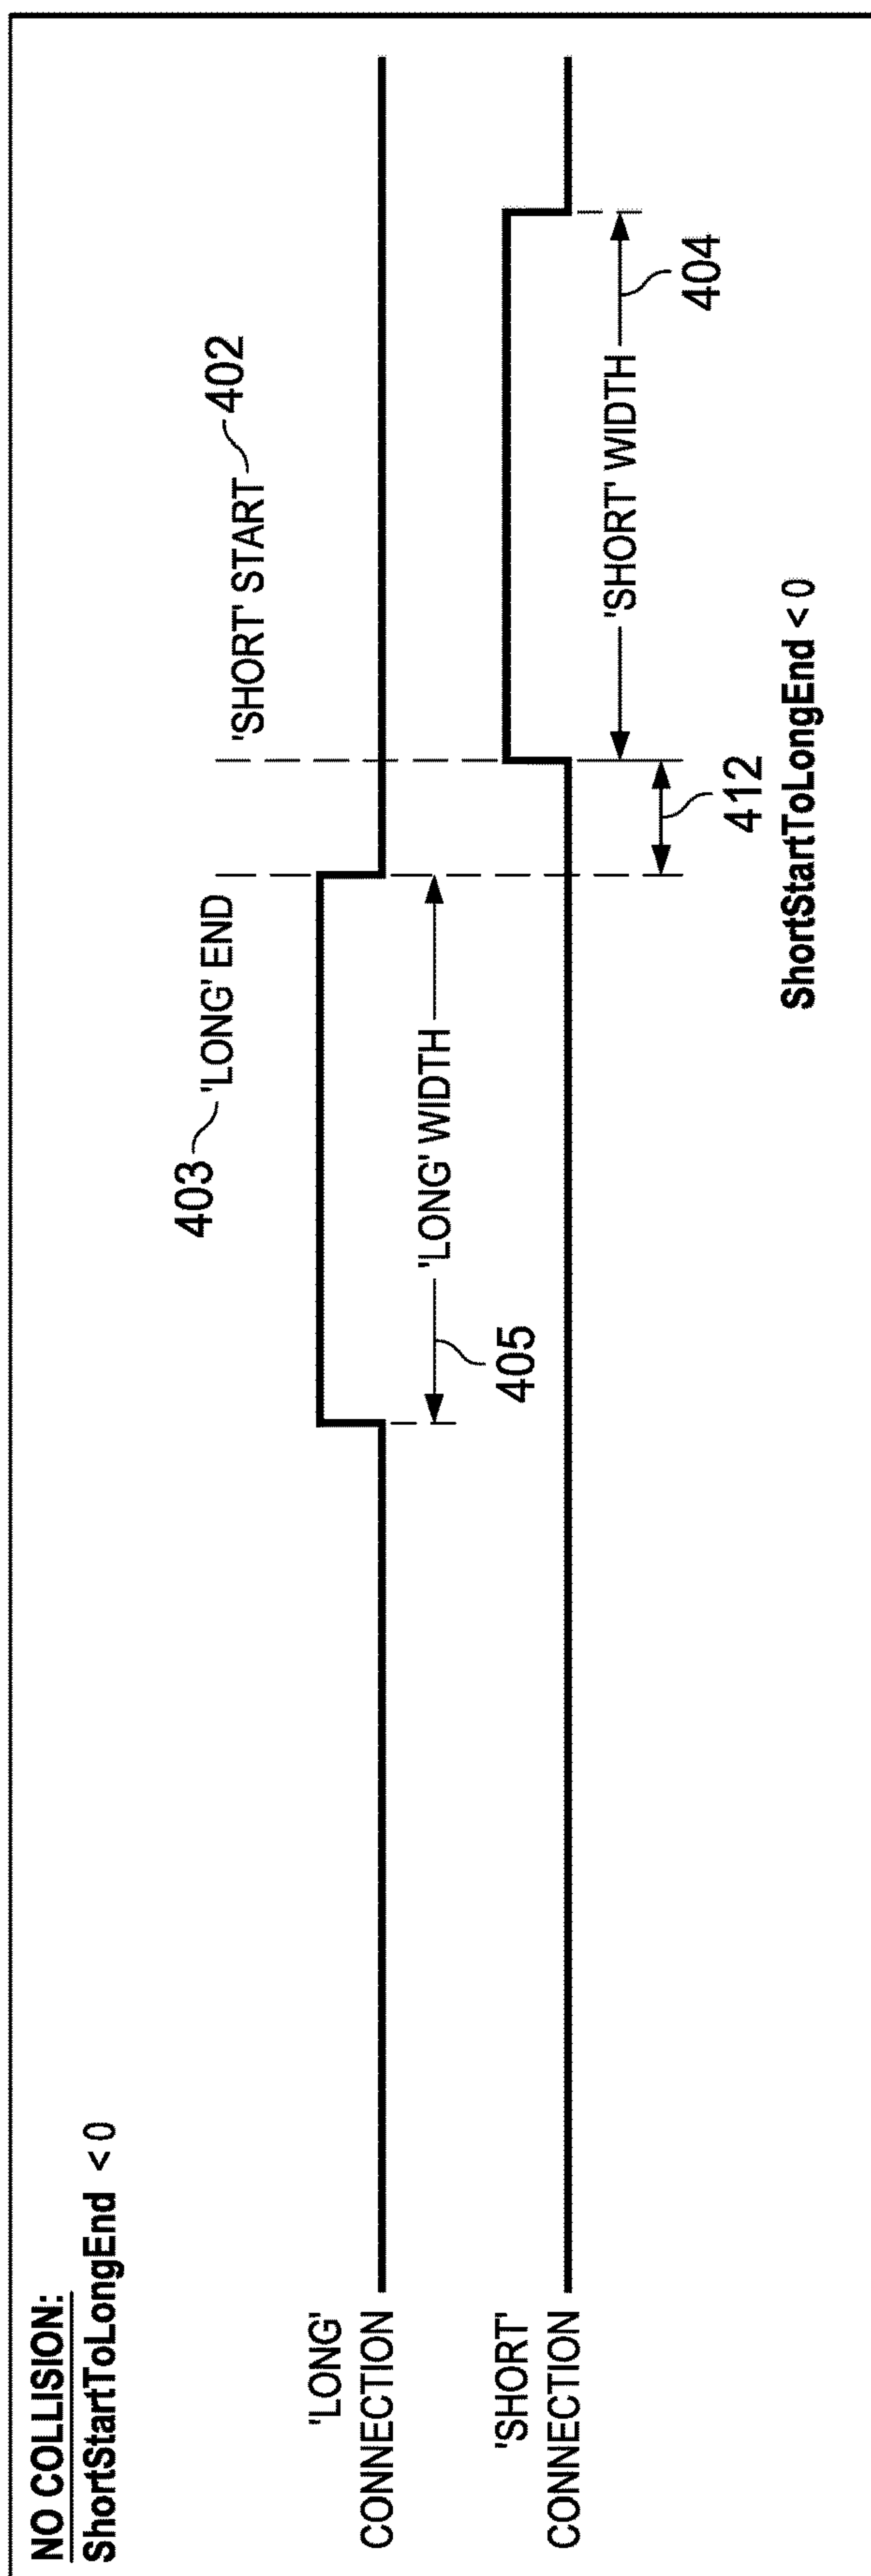 NO COLLISION:
ShortStartToLongEnd < 0
403
'LONG' END
'SHORT' START
402
'LONG'
CONNECTION
'LONG' WIDTH
405
'SHORT'
CONNECTION
'SHORT' WIDTH
404
412
ShortStartToLongEnd < 0